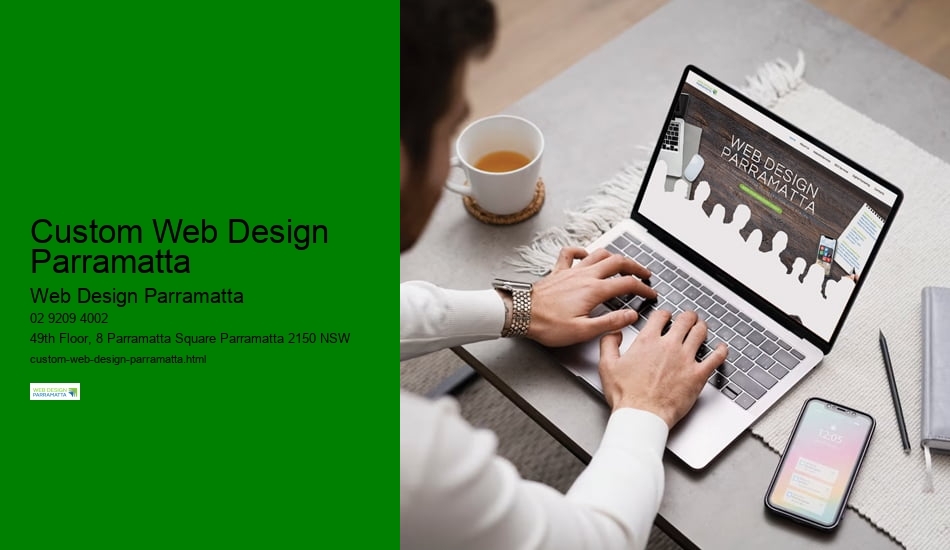 Custom Web Design
Parramatta
Web Design Parramatta
02 9209 4002
49th Floor, 8 Parramatta Square Parramatta 2150 NSW
custom-web-design-parramatta.html
WEB DESIGN
PARRAMATTA
WEB DESIGN
PARRAMATTA
12:05